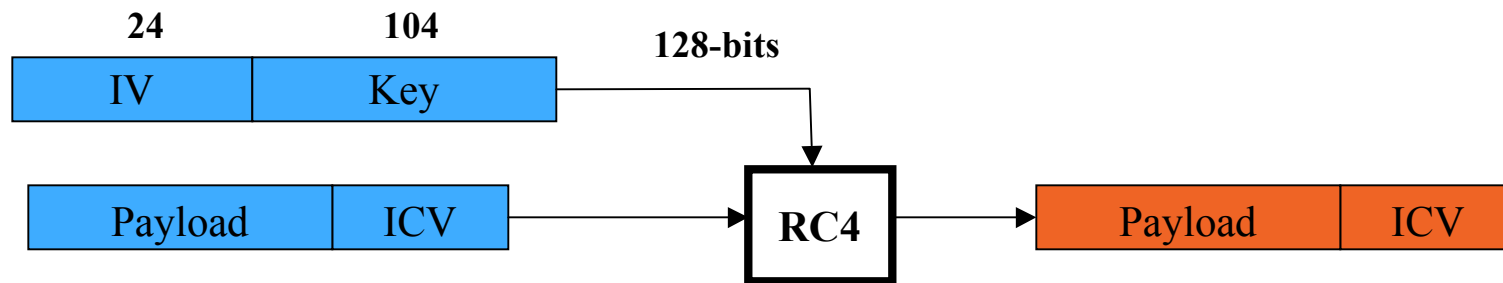 24 104
128-bits
IV Key
Payload ICV
RC4
Payload ICV